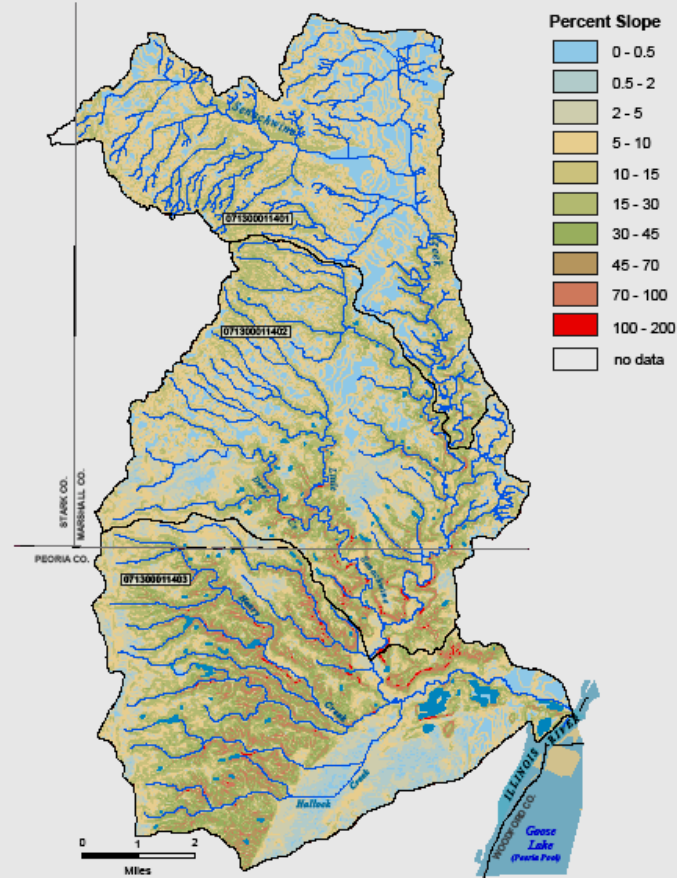 Percent Slope
0 - 0.5
0.5 - 2
2 - 5
5 - 10
10 - 15
15 - 30
30 - 45
45 - 70
70 - 100
100 - 200
no data
Senachwine
Creek
071300011401
071300011402
Little
Senachwine
STARK CO.
MARSHALL CO.
PEORIA CO.
071300011403
Henry
Creek
Hallock
Creek
ILLINOIS RIVER
WOODFORD CO.
Goose
Lake
(Peoria Pool)
0 1 2
Miles